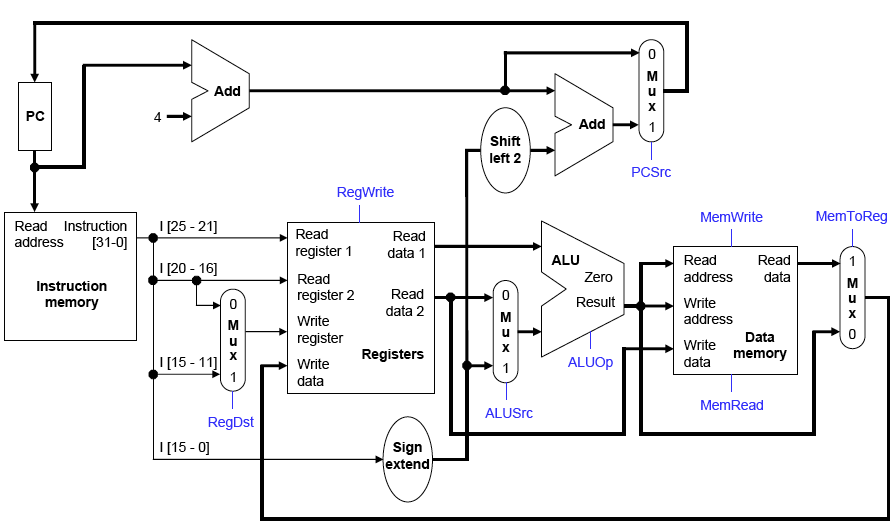 PC
4
Add
Shift
left 2
Add
0
M
u
x
1
PCSrc
Read
address
Instruction
[31-0]
Instruction
memory
I [25 - 21]
I [20 - 16]
I [15 - 11]
I [15 - 0]
0
M
u
x
1
RegDst
RegWrite
Read
register 1
Read
data 1
Read
register 2
Read
data 2
Write
register
Write
data
Registers
Sign
extend
0
M
u
x
1
ALUSrc
ALU
Zero
Result
ALUOp
MemWrite
Read
address
Read
data
Write
address
Write
data
Data
memory
MemRead
MemToReg
1
M
u
x
0